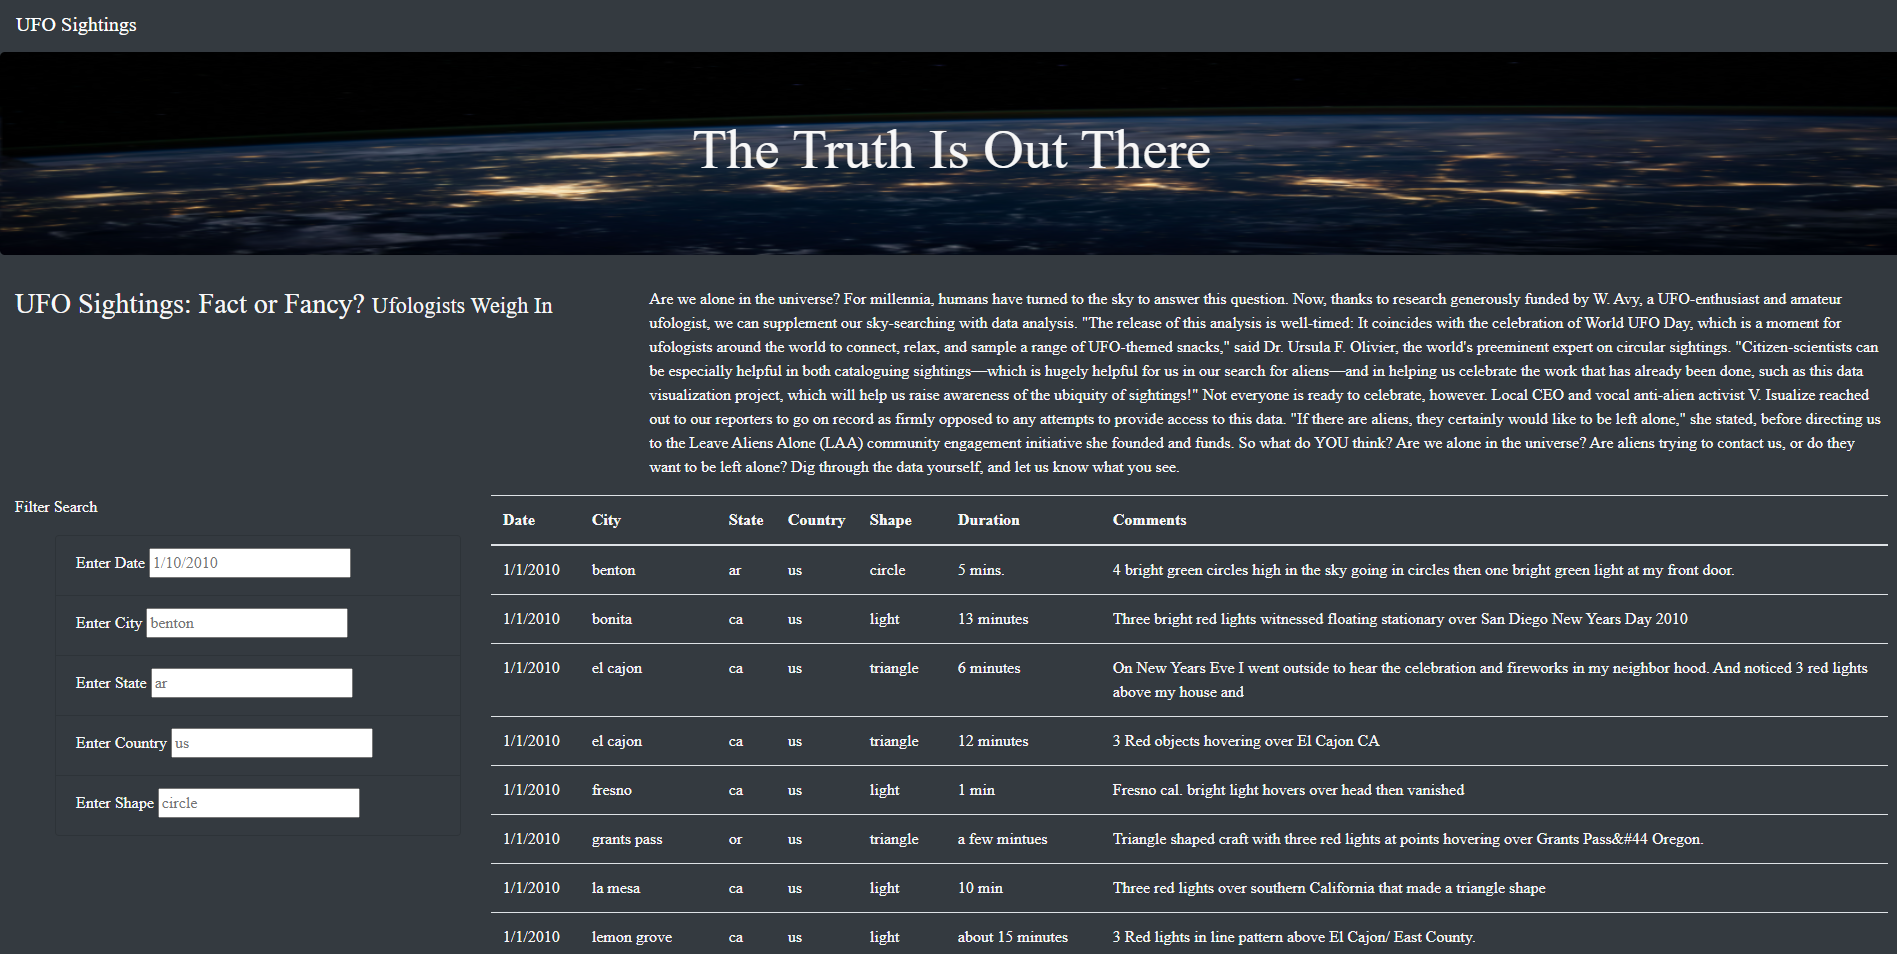 UFO Sightings
The Truth Is Out There
UFO Sightings: Fact or Fancy? Ufologists Weigh In
Are we alone in the universe? For millennia, humans have turned to the sky to answer this question. Now, thanks to research generously funded by W. Avy, a UFO-enthusiast and amateur
ufologist, we can supplement our sky-searching with data analysis. "The release of this analysis is well-timed: It coincides with the celebration of World UFO Day, which is a moment for
ufologists around the world to connect, relax, and sample a range of UFO-themed snacks," said Dr. Ursula F. Olivier, the world's preeminent expert on circular sightings. "Citizen-scientists can
be especially helpful in both cataloguing sightings—which is hugely helpful for us in our search for aliens—and in helping us celebrate the work that has already been done, such as this data
visualization project, which will help us raise awareness of the ubiquity of sightings!" Not everyone is ready to celebrate, however. Local CEO and vocal anti-alien activist V. Isualize reached
out to our reporters to go on record as firmly opposed to any attempts to provide access to this data. "If there are aliens, they certainly would like to be left alone," she stated, before directing us
to the Leave Aliens Alone (LAA) community engagement initiative she founded and funds. So what do YOU think? Are we alone in the universe? Are aliens trying to contact us, or do they
want to be left alone? Dig through the data yourself, and let us know what you see.
Filter Search
Enter Date 1/10/2010
Enter City benton
Enter State ar
Enter Country us
Enter Shape circle
Date City State Country Shape Duration Comments
1/1/2010 benton ar us circle 5 mins. 4 bright green circles high in the sky going in circles then one bright green light at my front door.
1/1/2010 bonita ca us light 13 minutes Three bright red lights witnessed floating stationary over San Diego New Years Day 2010
1/1/2010 el cajon ca us triangle 6 minutes On New Years Eve I went outside to hear the celebration and fireworks in my neighbor hood. And noticed 3 red lights
above my house and
1/1/2010 el cajon ca us triangle 12 minutes 3 Red objects hovering over El Cajon CA
1/1/2010 fresno ca us light 1 min Fresno cal. bright light hovers over head then vanished
1/1/2010 grants pass or us triangle a few mintues Triangle shaped craft with three red lights at points hovering over Grants Pass&#44 Oregon.
1/1/2010 la mesa ca us light 10 min Three red lights over southern California that made a triangle shape
1/1/2010 lemon grove ca us light about 15 minutes 3 Red lights in line pattern above El Cajon/ East County.